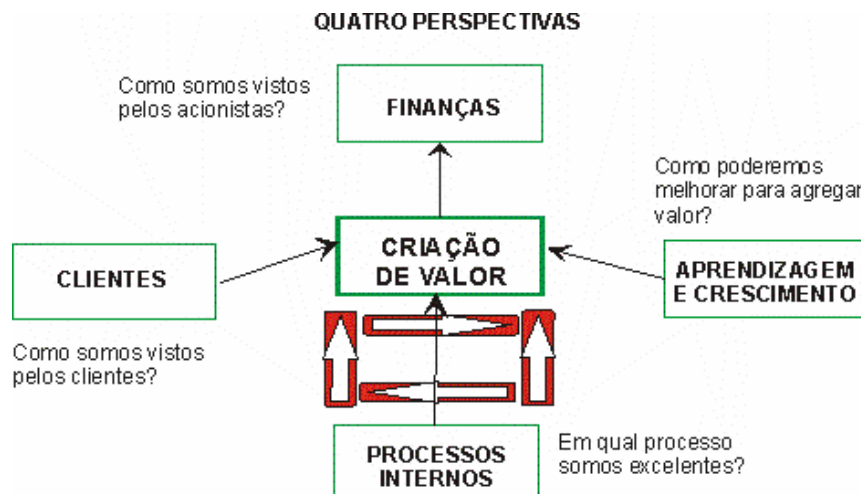 QUATRO PERSPECTIVAS
Como somos vistos
pelos acionistas?
FINANÇAS
Como poderemos
melhorar para agregar
valor?
CLIENTES
CRIAÇÃO
DE VALOR
APRENDIZAGEM
E CRESCIMENTO
Como somos vistos
pelos clientes?
PROCESSOS
INTERNOS
Em qual processo
somos excelentes?